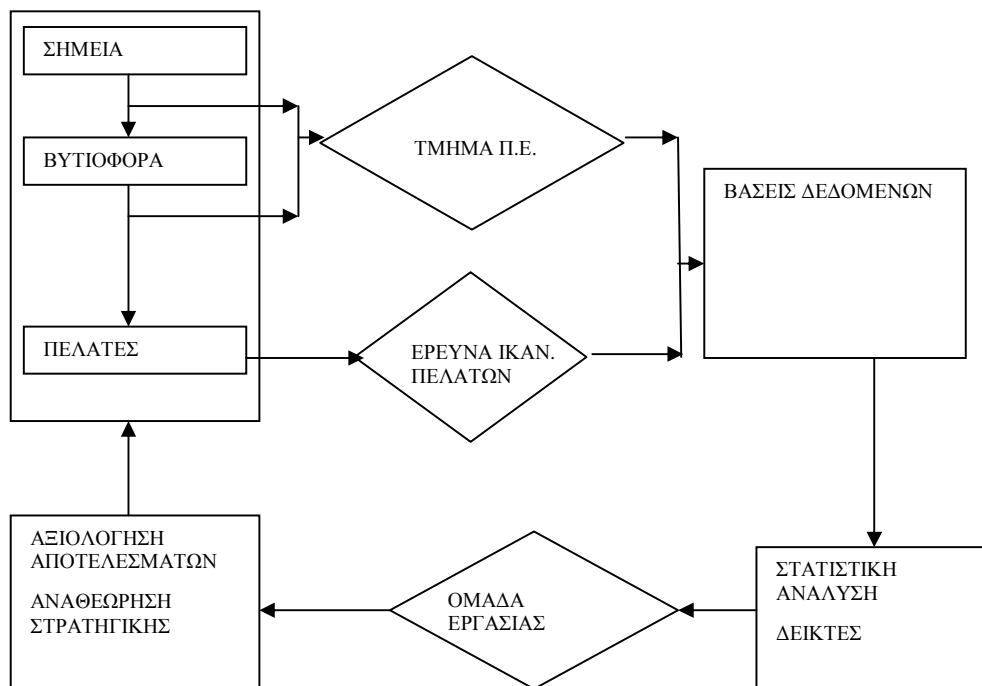 ΣΗΜΕΙΑ
ΒΥΤΙΟΦΟΡΑ
ΠΕΛΑΤΕΣ
ΤΜΗΜΑ Π.Ε.
ΕΡΕΥΝΑ ΙΚΑΝ.
ΠΕΛΑΤΩΝ
ΒΑΣΕΙΣ ΔΕΔΟΜΕΝΩΝ
ΣΤΑΤΙΣΤΙΚΗ
ΑΝΑΛΥΣΗ
ΔΕΙΚΤΕΣ
ΟΜΑΔΑ
ΕΡΓΑΣΙΑΣ
ΑΞΙΟΛΟΓΗΣΗ
ΑΠΟΤΕΛΕΣΜΑΤΩΝ
ΑΝΑΘΕΩΡΗΣΗ
ΣΤΡΑΤΗΓΙΚΗΣ